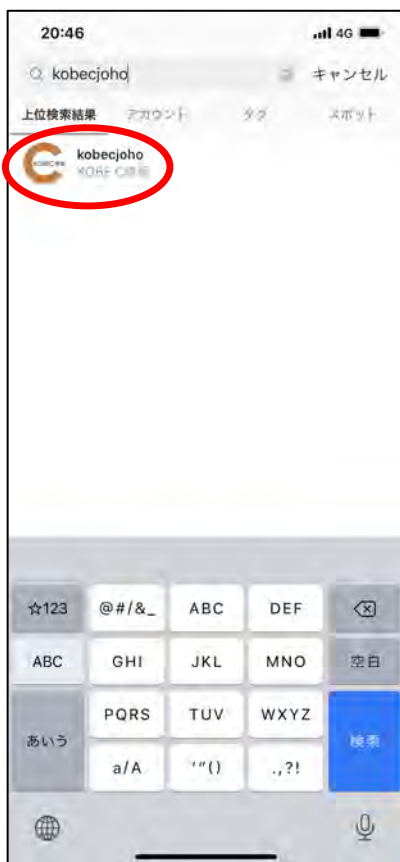 20:46 4G
kobecjoho キャンセル
上位検索結果 アカウント タグ スポット
kobecjoho
KOBE C情報
☆123 @#/&_ ABC DEF
ABC GHI JKL MNO 空白
あいう PQRS TUV WXYZ 検索
a/A '"() .,?!